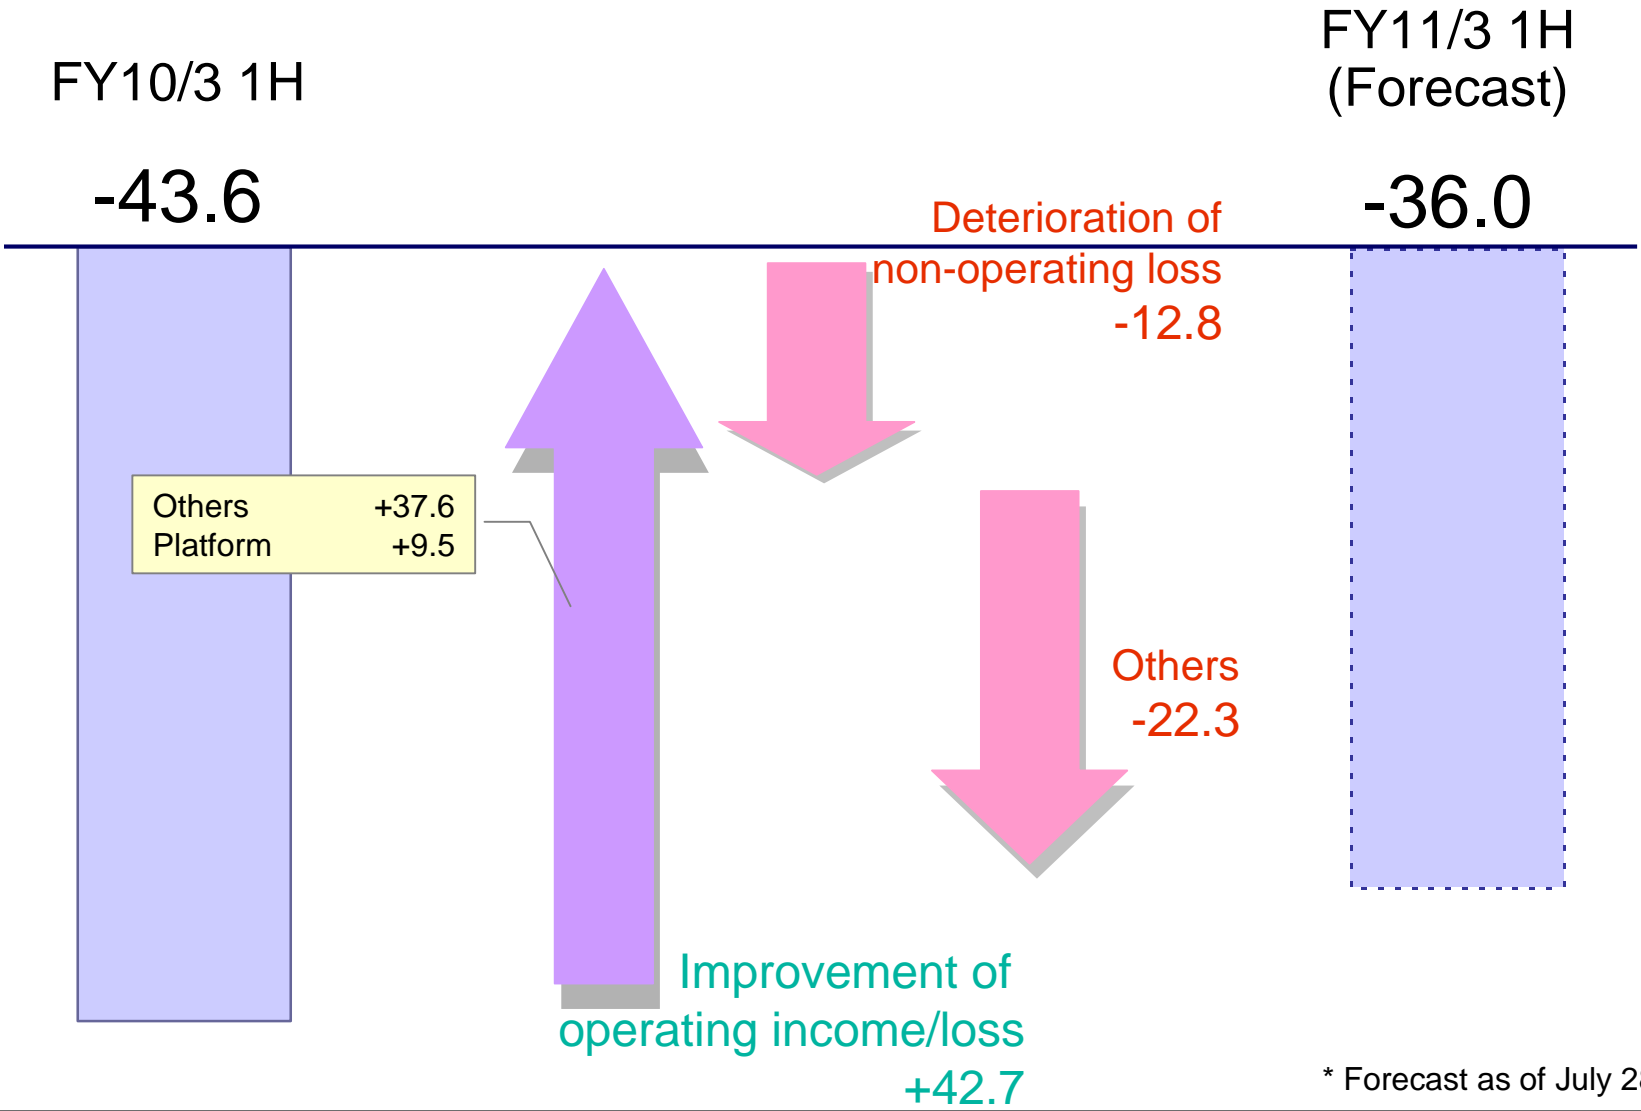 FY10/3 1H
-43.6
FY11/3 1H
(Forecast)
-36.0
Deterioration of
non-operating loss
-12.8
Others +37.6
Platform +9.5
Others
-22.3
Improvement of
operating income/loss
+42.7
* Forecast as of July